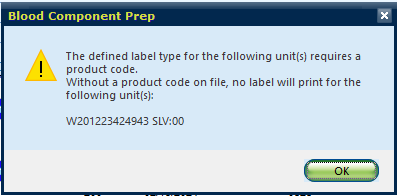 Blood Component Prep
The defined label type for the following unit(s) requires a
product code.
Without a product code on file, no label will print for the
following unit(s):
W201223424943 SLV:00
OK